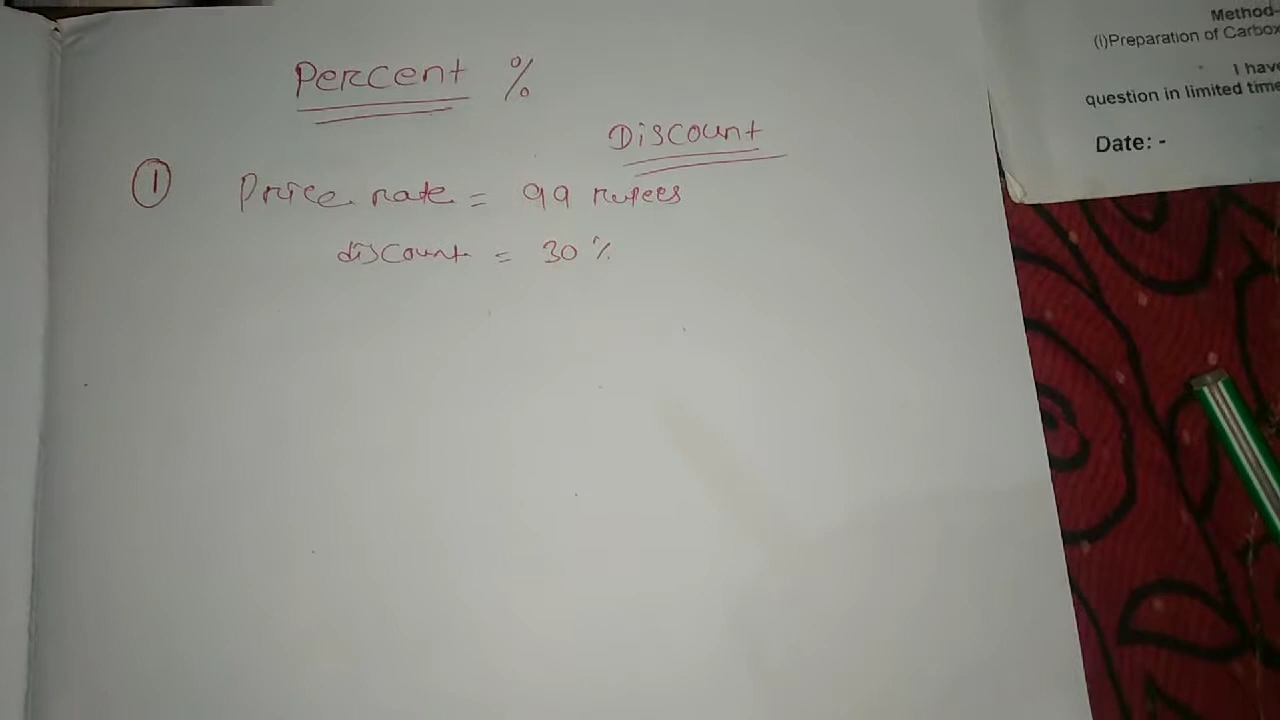 Percent %
Discount
① Price rate = 99 rupees
discount = 30 %
Method-
(i)Preparation of Carbox
I have
question in limited time
Date: -